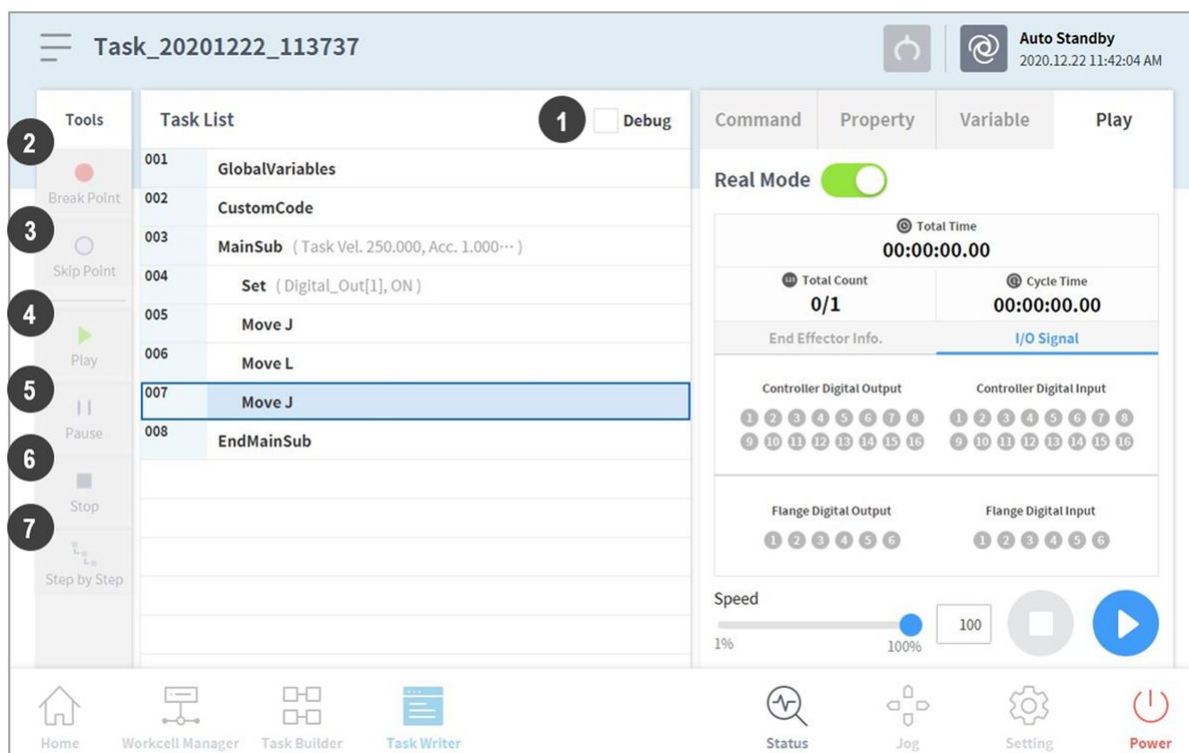 Task_20201222_113737
Auto Standby
2020.12.22 11:42:04 AM
Tools
Task List
1
Debug
Command
Property
Variable
Play
2
Break Point
3
Skip Point
4
Play
5
Pause
6
Stop
7
Step by Step
001 GlobalVariables
002 CustomCode
003 MainSub ( Task Vel. 250.000, Acc. 1.000··· )
004 Set ( Digital_Out[1], ON )
005 Move J
006 Move L
007 Move J
008 EndMainSub
Real Mode
Total Time
00:00:00.00
123 Total Count
0/1
Cycle Time
00:00:00.00
End Effector Info.
I/O Signal
Controller Digital Output
1 2 3 4 5 6 7 8
9 10 11 12 13 14 15 16
Controller Digital Input
1 2 3 4 5 6 7 8
9 10 11 12 13 14 15 16
Flange Digital Output
1 2 3 4 5 6
Flange Digital Input
1 2 3 4 5 6
Speed
1%
100%
100
Home
Workcell Manager
Task Builder
Task Writer
Status
Jog
Setting
Power